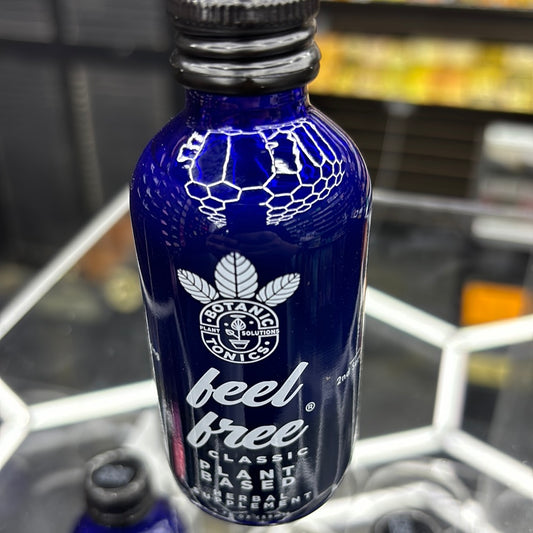 BOTANIC
PLANT SOLUTIONS
TONICS
feel
free ®
CLASSIC
PLANT
BASED
HERBAL
SUPPLEMENT